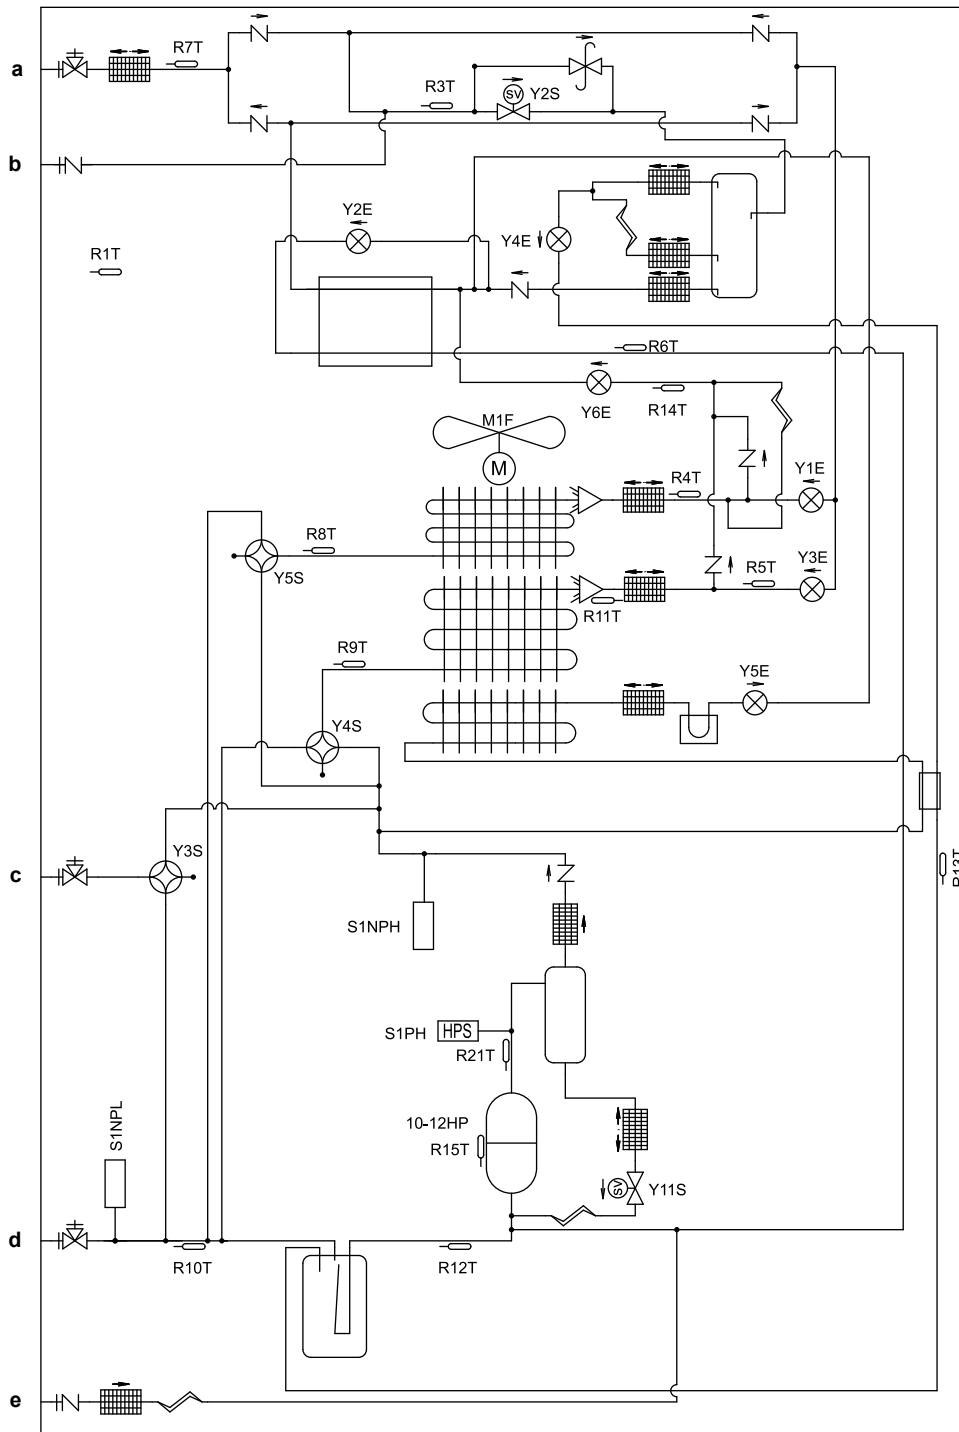 R7T
a
R3T
SV
Y2S
b
Y2E
Y4E
R1T
R6T
Y6E
R14T
M1F
M
R4T
Y1E
R8T
Y5S
R5T
Y3E
R11T
R9T
Y5E
Y4S
Y3S
c
R13T
S1NPH
S1PH
HPS
R21T
10-12HP
R15T
S1NPL
SV
Y11S
d
R10T
R12T
e